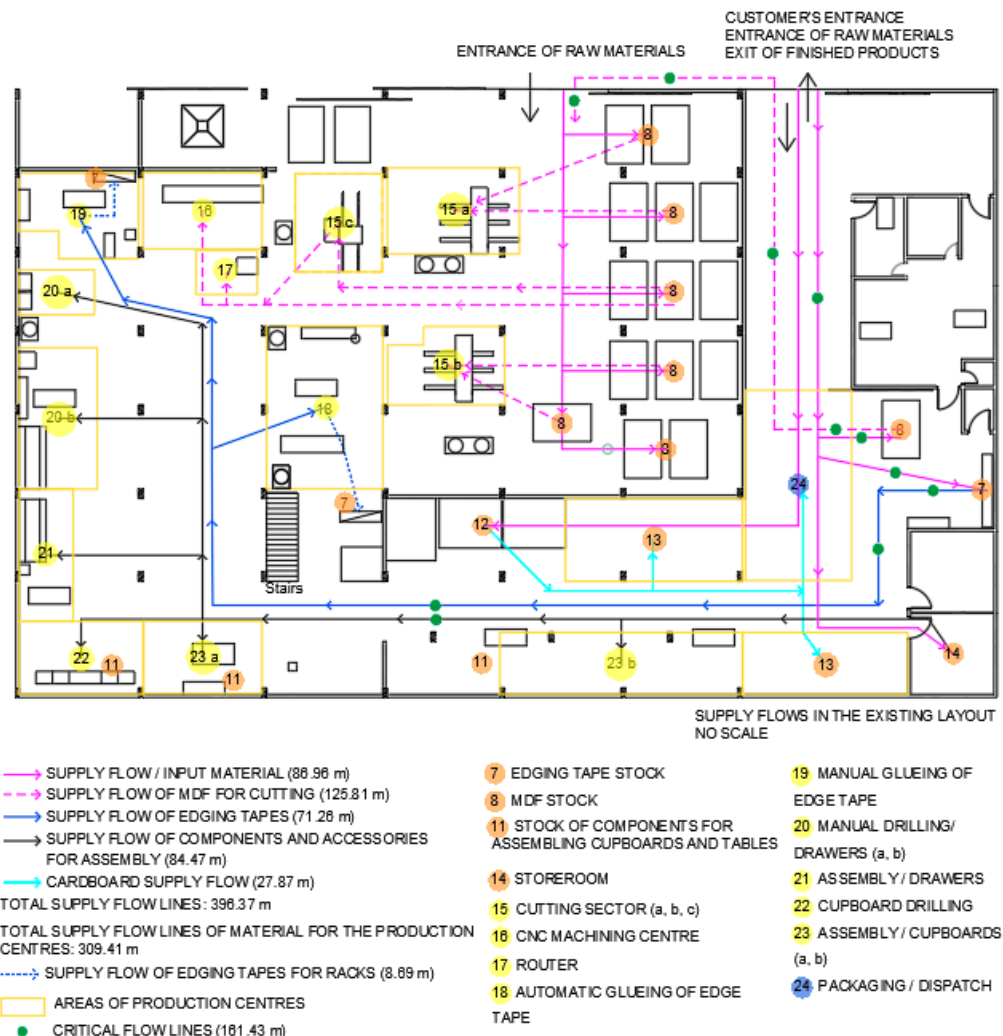 CUSTOMER'S ENTRANCE
ENTRANCE OF RAW MATERIALS
EXIT OF FINISHED PRODUCTS
ENTRANCE OF RAW MATERIALS
8
7
19
16
15 c
15 a
8
17
20 a
8
15 b
8
18
20 b
8
8
8
7
24
7
12
13
21
Stairs
22
11
23 a
11
11
23 b
13
14
SUPPLY FLOWS IN THE EXISTING LAYOUT
NO SCALE
SUPPLY FLOW / INPUT MATERIAL (86.96 m)
SUPPLY FLOW OF MDF FOR CUTTING (125.81 m)
SUPPLY FLOW OF EDGING TAPES (71.26 m)
SUPPLY FLOW OF COMPONENTS AND ACCESSORIES
FOR ASSEMBLY (84.47 m)
CARDBOARD SUPPLY FLOW (27.87 m)
TOTAL SUPPLY FLOW LINES: 396.37 m
TOTAL SUPPLY FLOW LINES OF MATERIAL FOR THE PRODUCTION
CENTRES: 309.41 m
SUPPLY FLOW OF EDGING TAPES FOR RACKS (8.69 m)
AREAS OF PRODUCTION CENTRES
CRITICAL FLOW LINES (161.43 m)
7 EDGING TAPE STOCK
8 MDF STOCK
11 STOCK OF COMPONENTS FOR
ASSEMBLING CUPBOARDS AND TABLES
14 STOREROOM
15 CUTTING SECTOR (a, b, c)
16 CNC MACHINING CENTRE
17 ROUTER
18 AUTOMATIC GLUEING OF EDGE
TAPE
19 MANUAL GLUEING OF
EDGE TAPE
20 MANUAL DRILLING/
DRAWERS (a, b)
21 ASSEMBLY / DRAWERS
22 CUPBOARD DRILLING
23 ASSEMBLY / CUPBOARDS
(a, b)
24 PACKAGING / DISPATCH